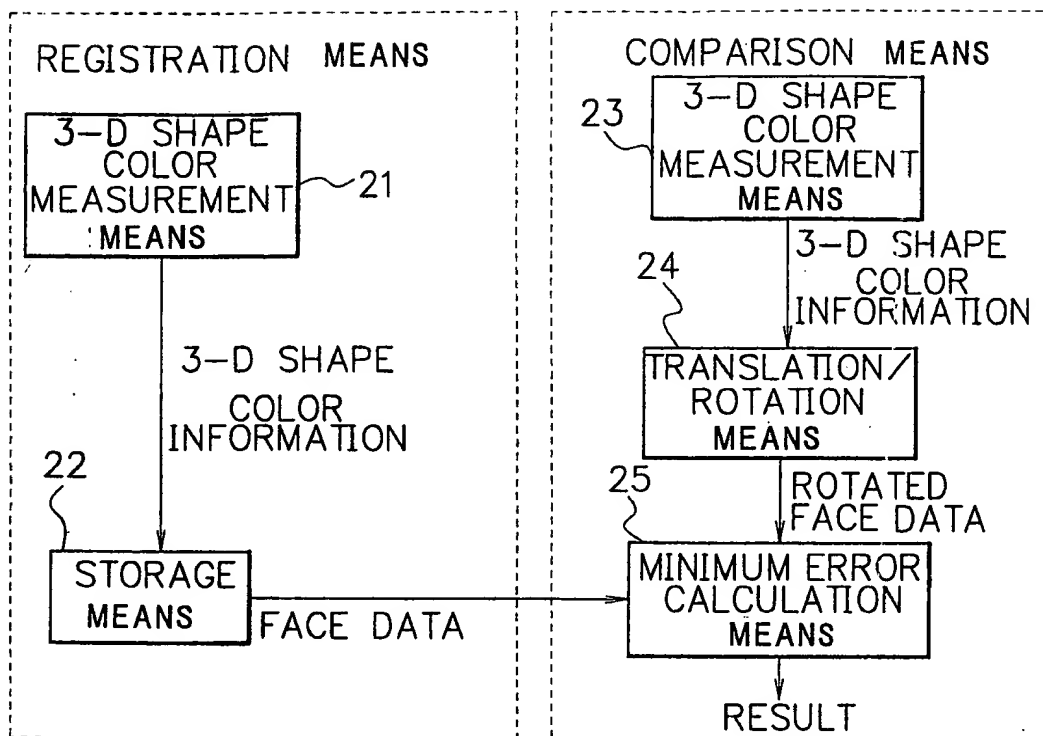 REGISTRATION MEANS
3-D SHAPE
COLOR
MEASUREMENT
MEANS
21
3-D SHAPE
COLOR
INFORMATION
22
STORAGE
MEANS
FACE DATA
COMPARISON MEANS
23
3-D SHAPE
COLOR
MEASUREMENT
MEANS
3-D SHAPE
COLOR
INFORMATION
24
TRANSLATION/
ROTATION
MEANS
ROTATED
FACE DATA
25
MINIMUM ERROR
CALCULATION
MEANS
RESULT